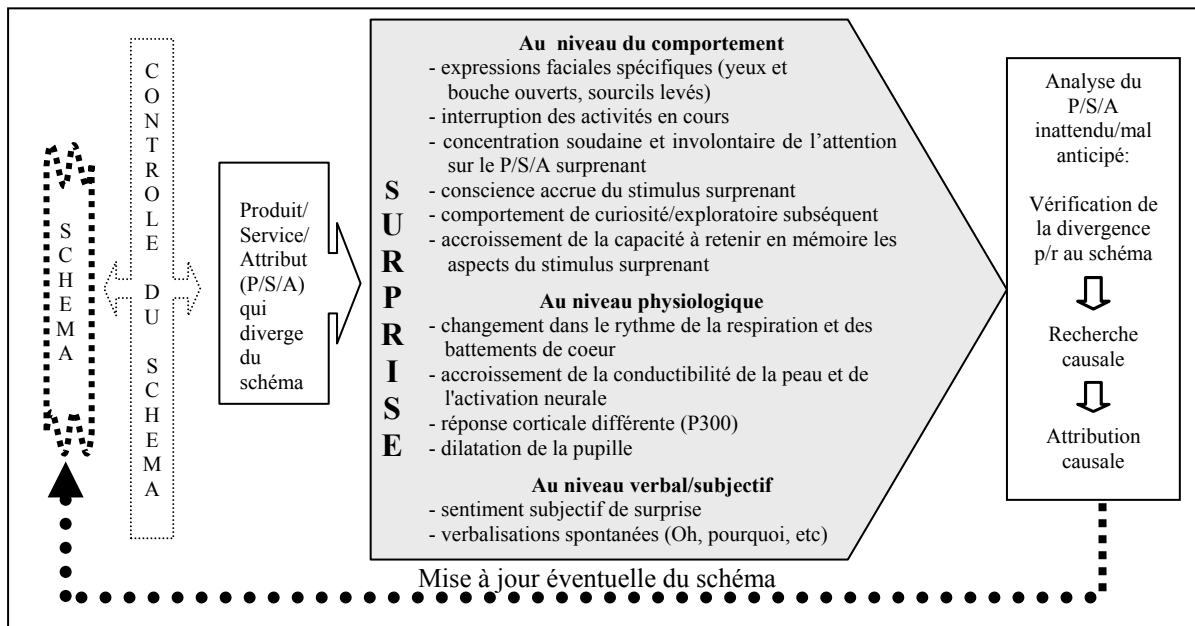 SCHEMA
CONTROLE DU SCHEMA
Produit/
Service/
Attribut
(P/S/A)
qui
diverge
du
schéma
SURPRISE
Au niveau du comportement
- expressions faciales spécifiques (yeux et
bouche ouverts, sourcils levés)
- interruption des activités en cours
- concentration soudaine et involontaire de l'attention
sur le P/S/A surprenant
- conscience accrue du stimulus surprenant
- comportement de curiosité/exploratoire subséquent
- accroissement de la capacité à retenir en mémoire les
aspects du stimulus surprenant
Au niveau physiologique
- changement dans le rythme de la respiration et des
battements de coeur
- accroissement de la conductibilité de la peau et de
l'activation neurale
- réponse corticale différente (P300)
- dilatation de la pupille
Au niveau verbal/subjectif
- sentiment subjectif de surprise
- verbalisations spontanées (Oh, pourquoi, etc)
Analyse du
P/S/A
inattendu/mal
anticipé:
Vérification de
la divergence
p/r au schéma
Recherche
causale
Attribution
causale
Mise à jour éventuelle du schéma